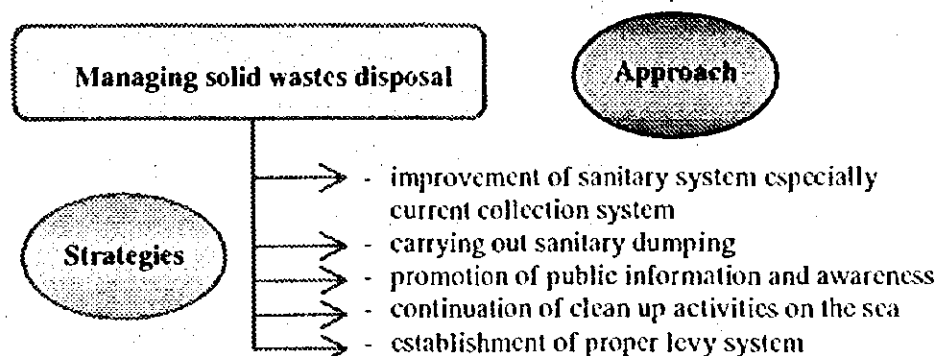 Managing solid wastes disposal
Approach
Strategies
- improvement of sanitary system especially
current collection system
- carrying out sanitary dumping
- promotion of public information and awareness
- continuation of clean up activities on the sea
- establishment of proper levy system